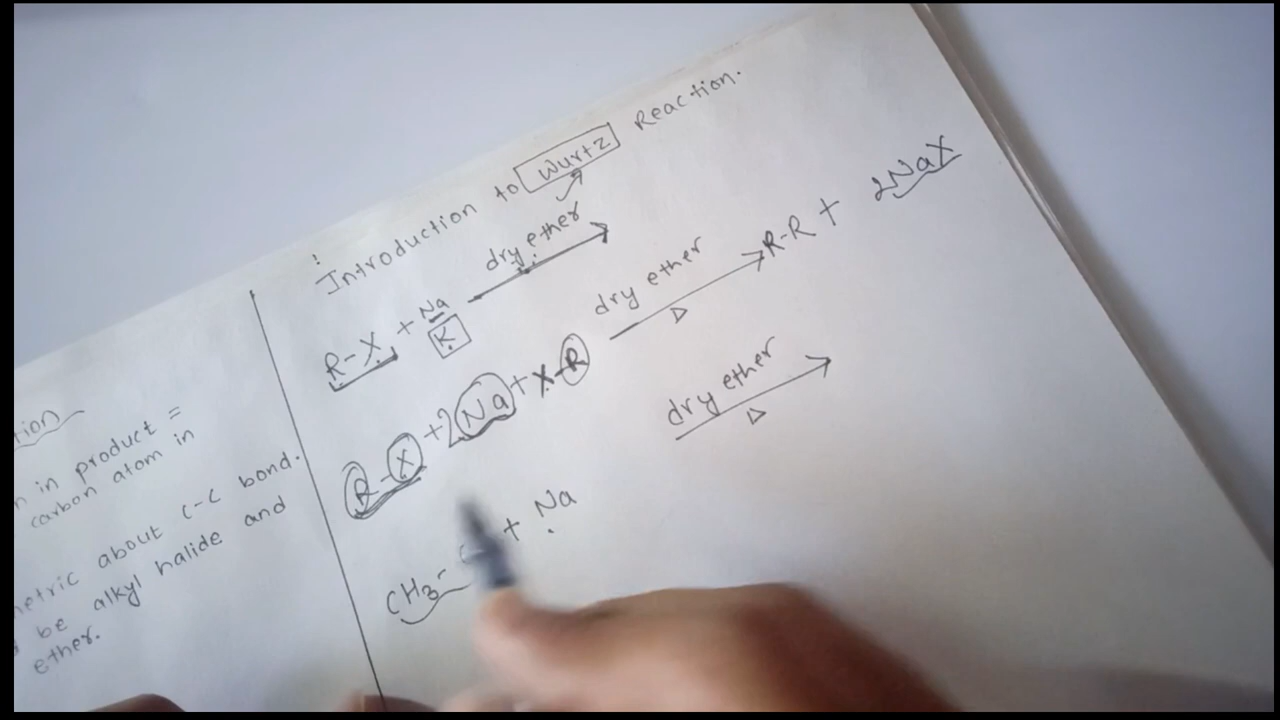 tion
n in product =
carbon atom in
etric about C-C bond.
be alkyl halide and
ether.
Introduction to Wurtz Reaction.
R-X + Na dry ether
K
R-X + 2Na + X-R dry ether R-R + 2NaX
Δ
CH3- + Na dry ether
Δ